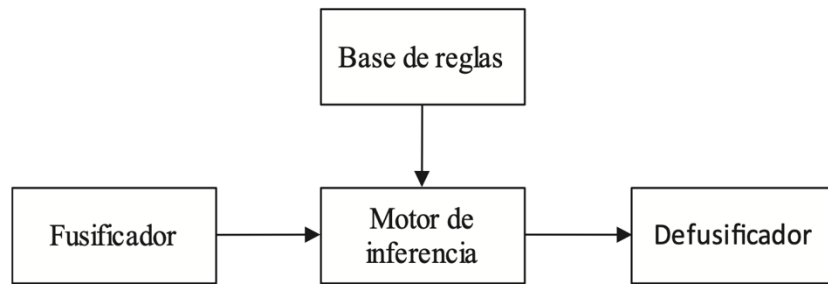 Base de reglas
Fusificador
Motor de
inferencia
Defusificador